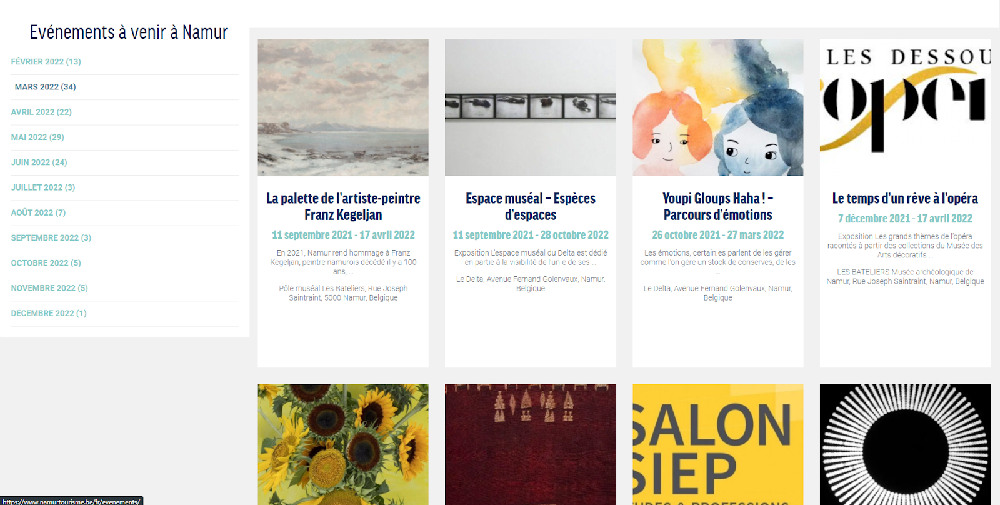 Evénements à venir à Namur
FÉVRIER 2022 (13)
MARS 2022 (34)
AVRIL 2022 (22)
MAI 2022 (29)
JUIN 2022 (24)
JUILLET 2022 (3)
AOÛT 2022 (7)
SEPTEMBRE 2022 (3)
OCTOBRE 2022 (5)
NOVEMBRE 2022 (5)
DÉCEMBRE 2022 (1)
La palette de l'artiste-peintre
Franz Kegeljan
11 septembre 2021 - 17 avril 2022
En 2021, Namur rend hommage à Franz
Kegeljan, peintre namurois décédé il y a 100
ans, ...
Pôle muséal Les Bateliers, Rue Joseph
Saintraint, 5000 Namur, Belgique
Espace muséal – Espèces
d'espaces
11 septembre 2021 - 28 octobre 2022
Exposition L'espace muséal du Delta est dédié
en partie à la visibilité de l'un·e de ses ...
Le Delta, Avenue Fernand Golenvaux, Namur,
Belgique
Youpi Gloups Haha ! –
Parcours d'émotions
26 octobre 2021 - 27 mars 2022
Les émotions, certain.es parlent de les gérer
comme l'on gère un stock de conserves, de les
...
Le Delta, Avenue Fernand Golenvaux, Namur,
Belgique
LES DESSOU
opér
Le temps d'un rêve à l'opéra
7 décembre 2021 - 17 avril 2022
Exposition Les grands thèmes de l'opéra
racontés à partir des collections du Musée des
Arts décoratifs ...
LES BATELIERS Musée archéologique de
Namur, Rue Joseph Saintraint, Namur, Belgique
SALON
SIEP
TUDES & PROFESSIONS
https://www.namurtourisme.be/fr/evenements/